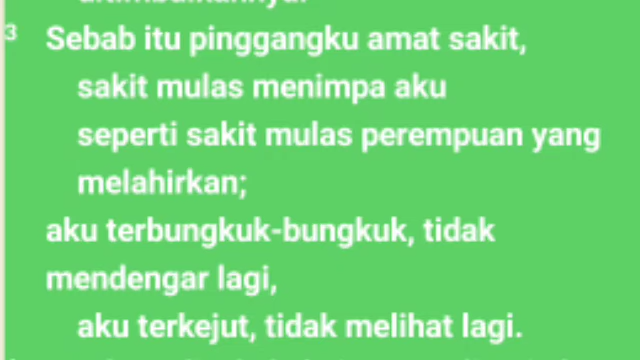 3 Sebab itu pinggangku amat sakit,
sakit mulas menimpa aku
seperti sakit mulas perempuan yang
melahirkan;
aku terbungkuk-bungkuk, tidak
mendengar lagi,
aku terkejut, tidak melihat lagi.